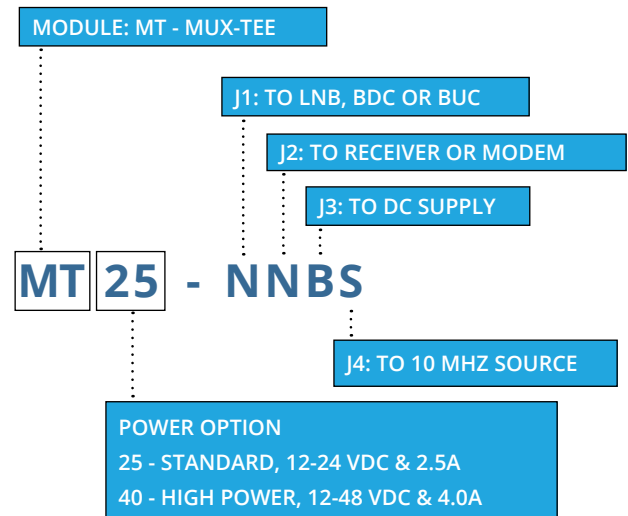 MODULE: MT - MUX-TEE
J1: TO LNB, BDC OR BUC
J2: TO RECEIVER OR MODEM
J3: TO DC SUPPLY
MT 25 - NNBS
J4: TO 10 MHZ SOURCE
POWER OPTION
25 - STANDARD, 12-24 VDC & 2.5A
40 - HIGH POWER, 12-48 VDC & 4.0A